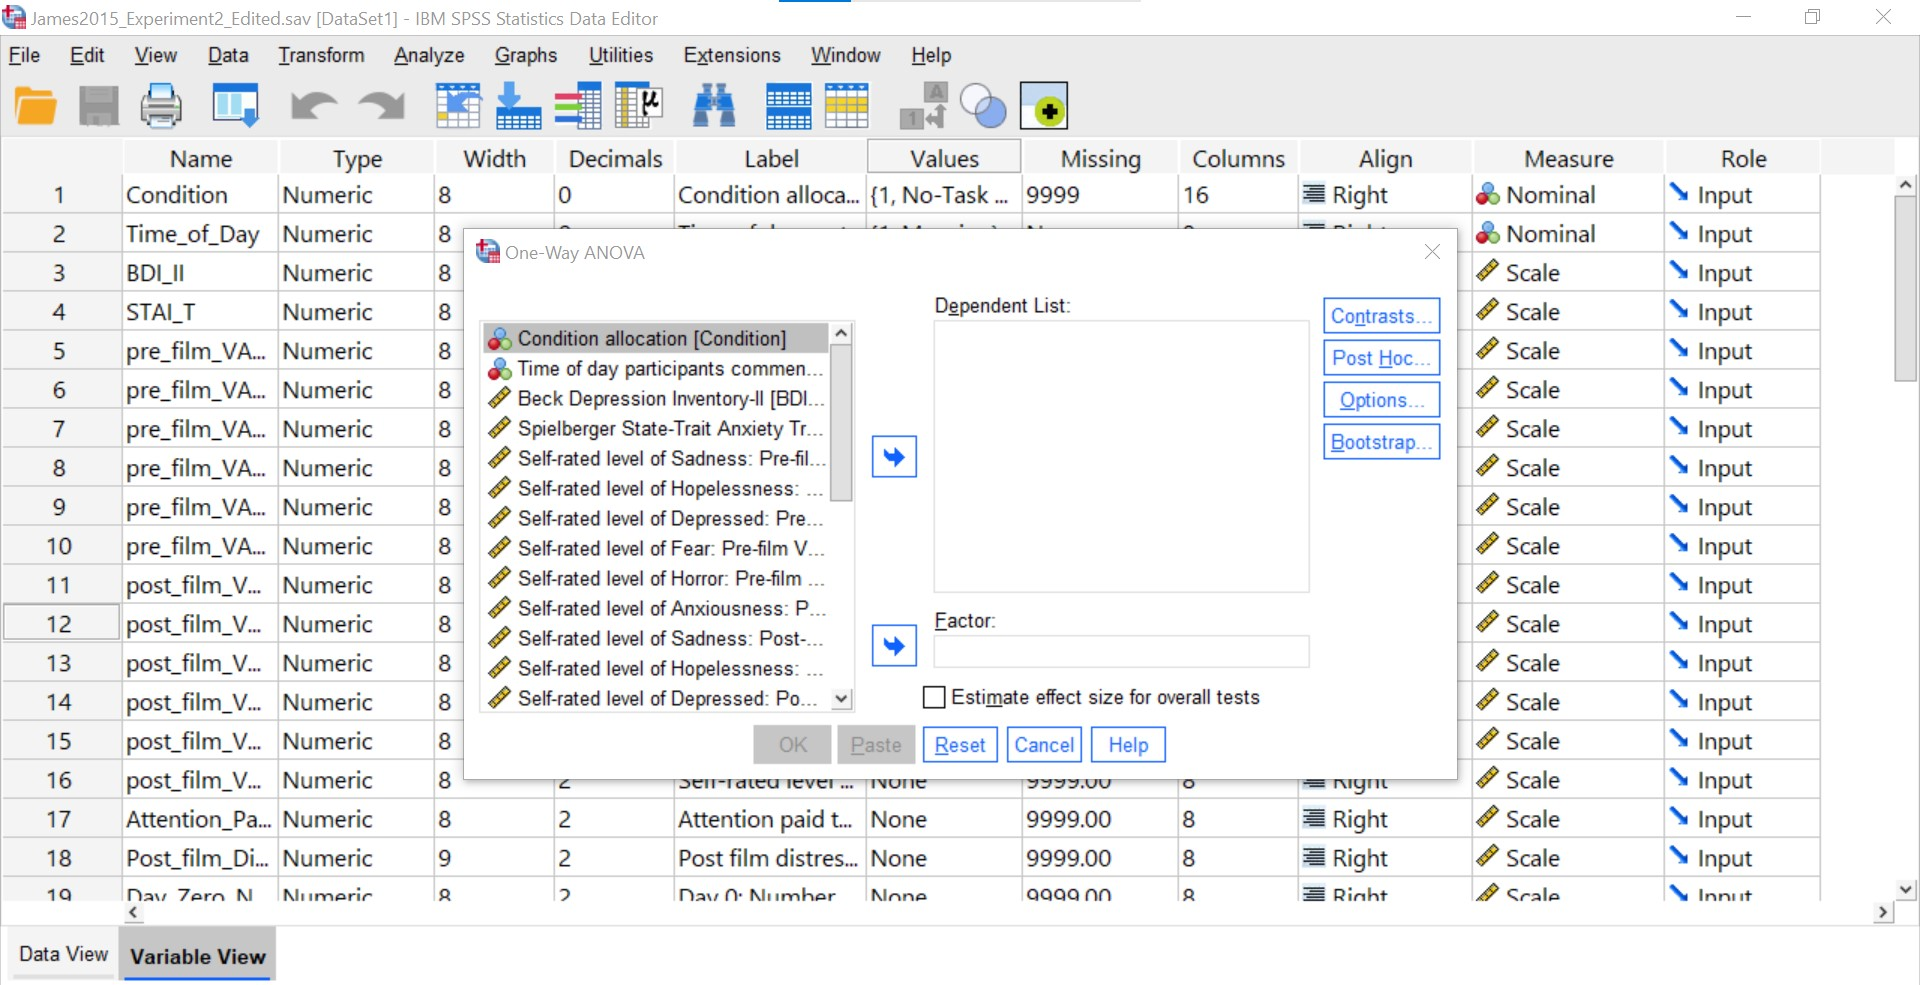 James2015_Experiment2_Edited.sav [DataSet1] - IBM SPSS Statistics Data Editor
File Edit View Data Transform Analyze Graphs Utilities Extensions Window Help
Name Type Width Decimals Label Values Missing Columns Align Measure Role
1 Condition Numeric 8 0 Condition alloca... {1, No-Task ... 9999 16 Right Nominal Input
2 Time_of_Day Numeric 8 Nominal Input
3 BDI_II Numeric 8 Scale Input
4 STAI_T Numeric 8 Scale Input
5 pre_film_VA... Numeric 8 Scale Input
6 pre_film_VA... Numeric 8 Scale Input
7 pre_film_VA... Numeric 8 Scale Input
8 pre_film_VA... Numeric 8 Scale Input
9 pre_film_VA... Numeric 8 Scale Input
10 pre_film_VA... Numeric 8 Scale Input
11 post_film_V... Numeric 8 Scale Input
12 post_film_V... Numeric 8 Scale Input
13 post_film_V... Numeric 8 Scale Input
14 post_film_V... Numeric 8 Scale Input
15 post_film_V... Numeric 8 Scale Input
16 post_film_V... Numeric 8 2 Self-rated level ... None 9999.00 8 Right Scale Input
17 Attention_Pa... Numeric 8 2 Attention paid t... None 9999.00 8 Right Scale Input
18 Post_film_Di... Numeric 9 2 Post film distres... None 9999.00 8 Right Scale Input
19 Day_Zero_N Numeric 8 2 Day 0: Number None 9999.00 8 Right Scale Input
One-Way ANOVA
Condition allocation [Condition]
Time of day participants commen...
Beck Depression Inventory-II [BDI...
Spielberger State-Trait Anxiety Tr...
Self-rated level of Sadness: Pre-fil...
Self-rated level of Hopelessness: ...
Self-rated level of Depressed: Pre...
Self-rated level of Fear: Pre-film V...
Self-rated level of Horror: Pre-film ...
Self-rated level of Anxiousness: P...
Self-rated level of Sadness: Post-...
Self-rated level of Hopelessness: ...
Self-rated level of Depressed: Po...
Dependent List:
Factor:
Estimate effect size for overall tests
Contrasts...
Post Hoc...
Options...
Bootstrap...
OK Paste Reset Cancel Help
Data View Variable View